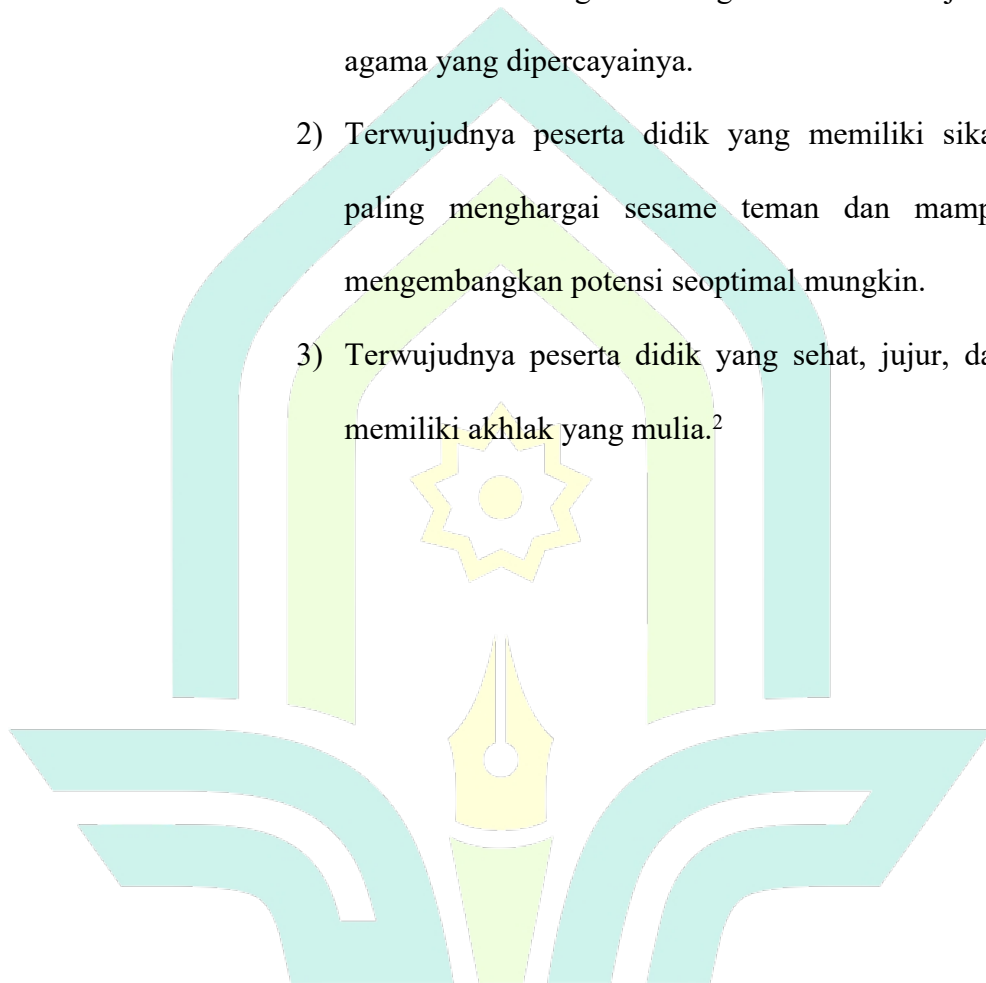 agama yang dipercayainya.
2) Terwujudnya peserta didik yang memiliki sika
paling menghargai sesame teman dan mamp
mengembangkan potensi seoptimal mungkin.
3) Terwujudnya peserta didik yang sehat, jujur, da
memiliki akhlak yang mulia.2